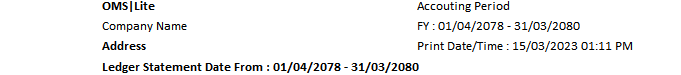 OMS|Lite Accouting Period
Company Name FY : 01/04/2078 - 31/03/2080
Address Print Date/Time : 15/03/2023 01:11 PM
Ledger Statement Date From : 01/04/2078 - 31/03/2080